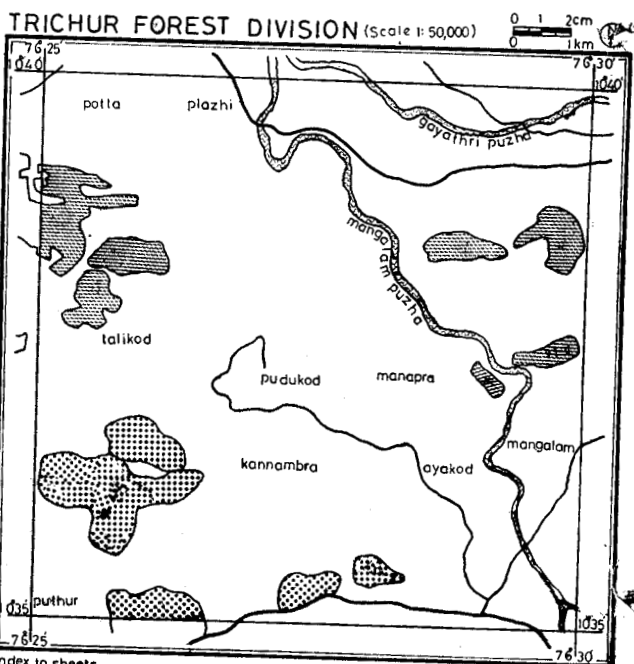 TRICHUR FOREST DIVISION (Scale 1: 50,000)
0 1 2cm
0 1km
76°25 76°30
10°40 10°40
potta plazhi
gayathri puzha
mangalam puzha
talikod
pudukod manapra
kannambra ayakod mangalam
puthur
10°35 10°35
76°25 76°30
ndex to sheets